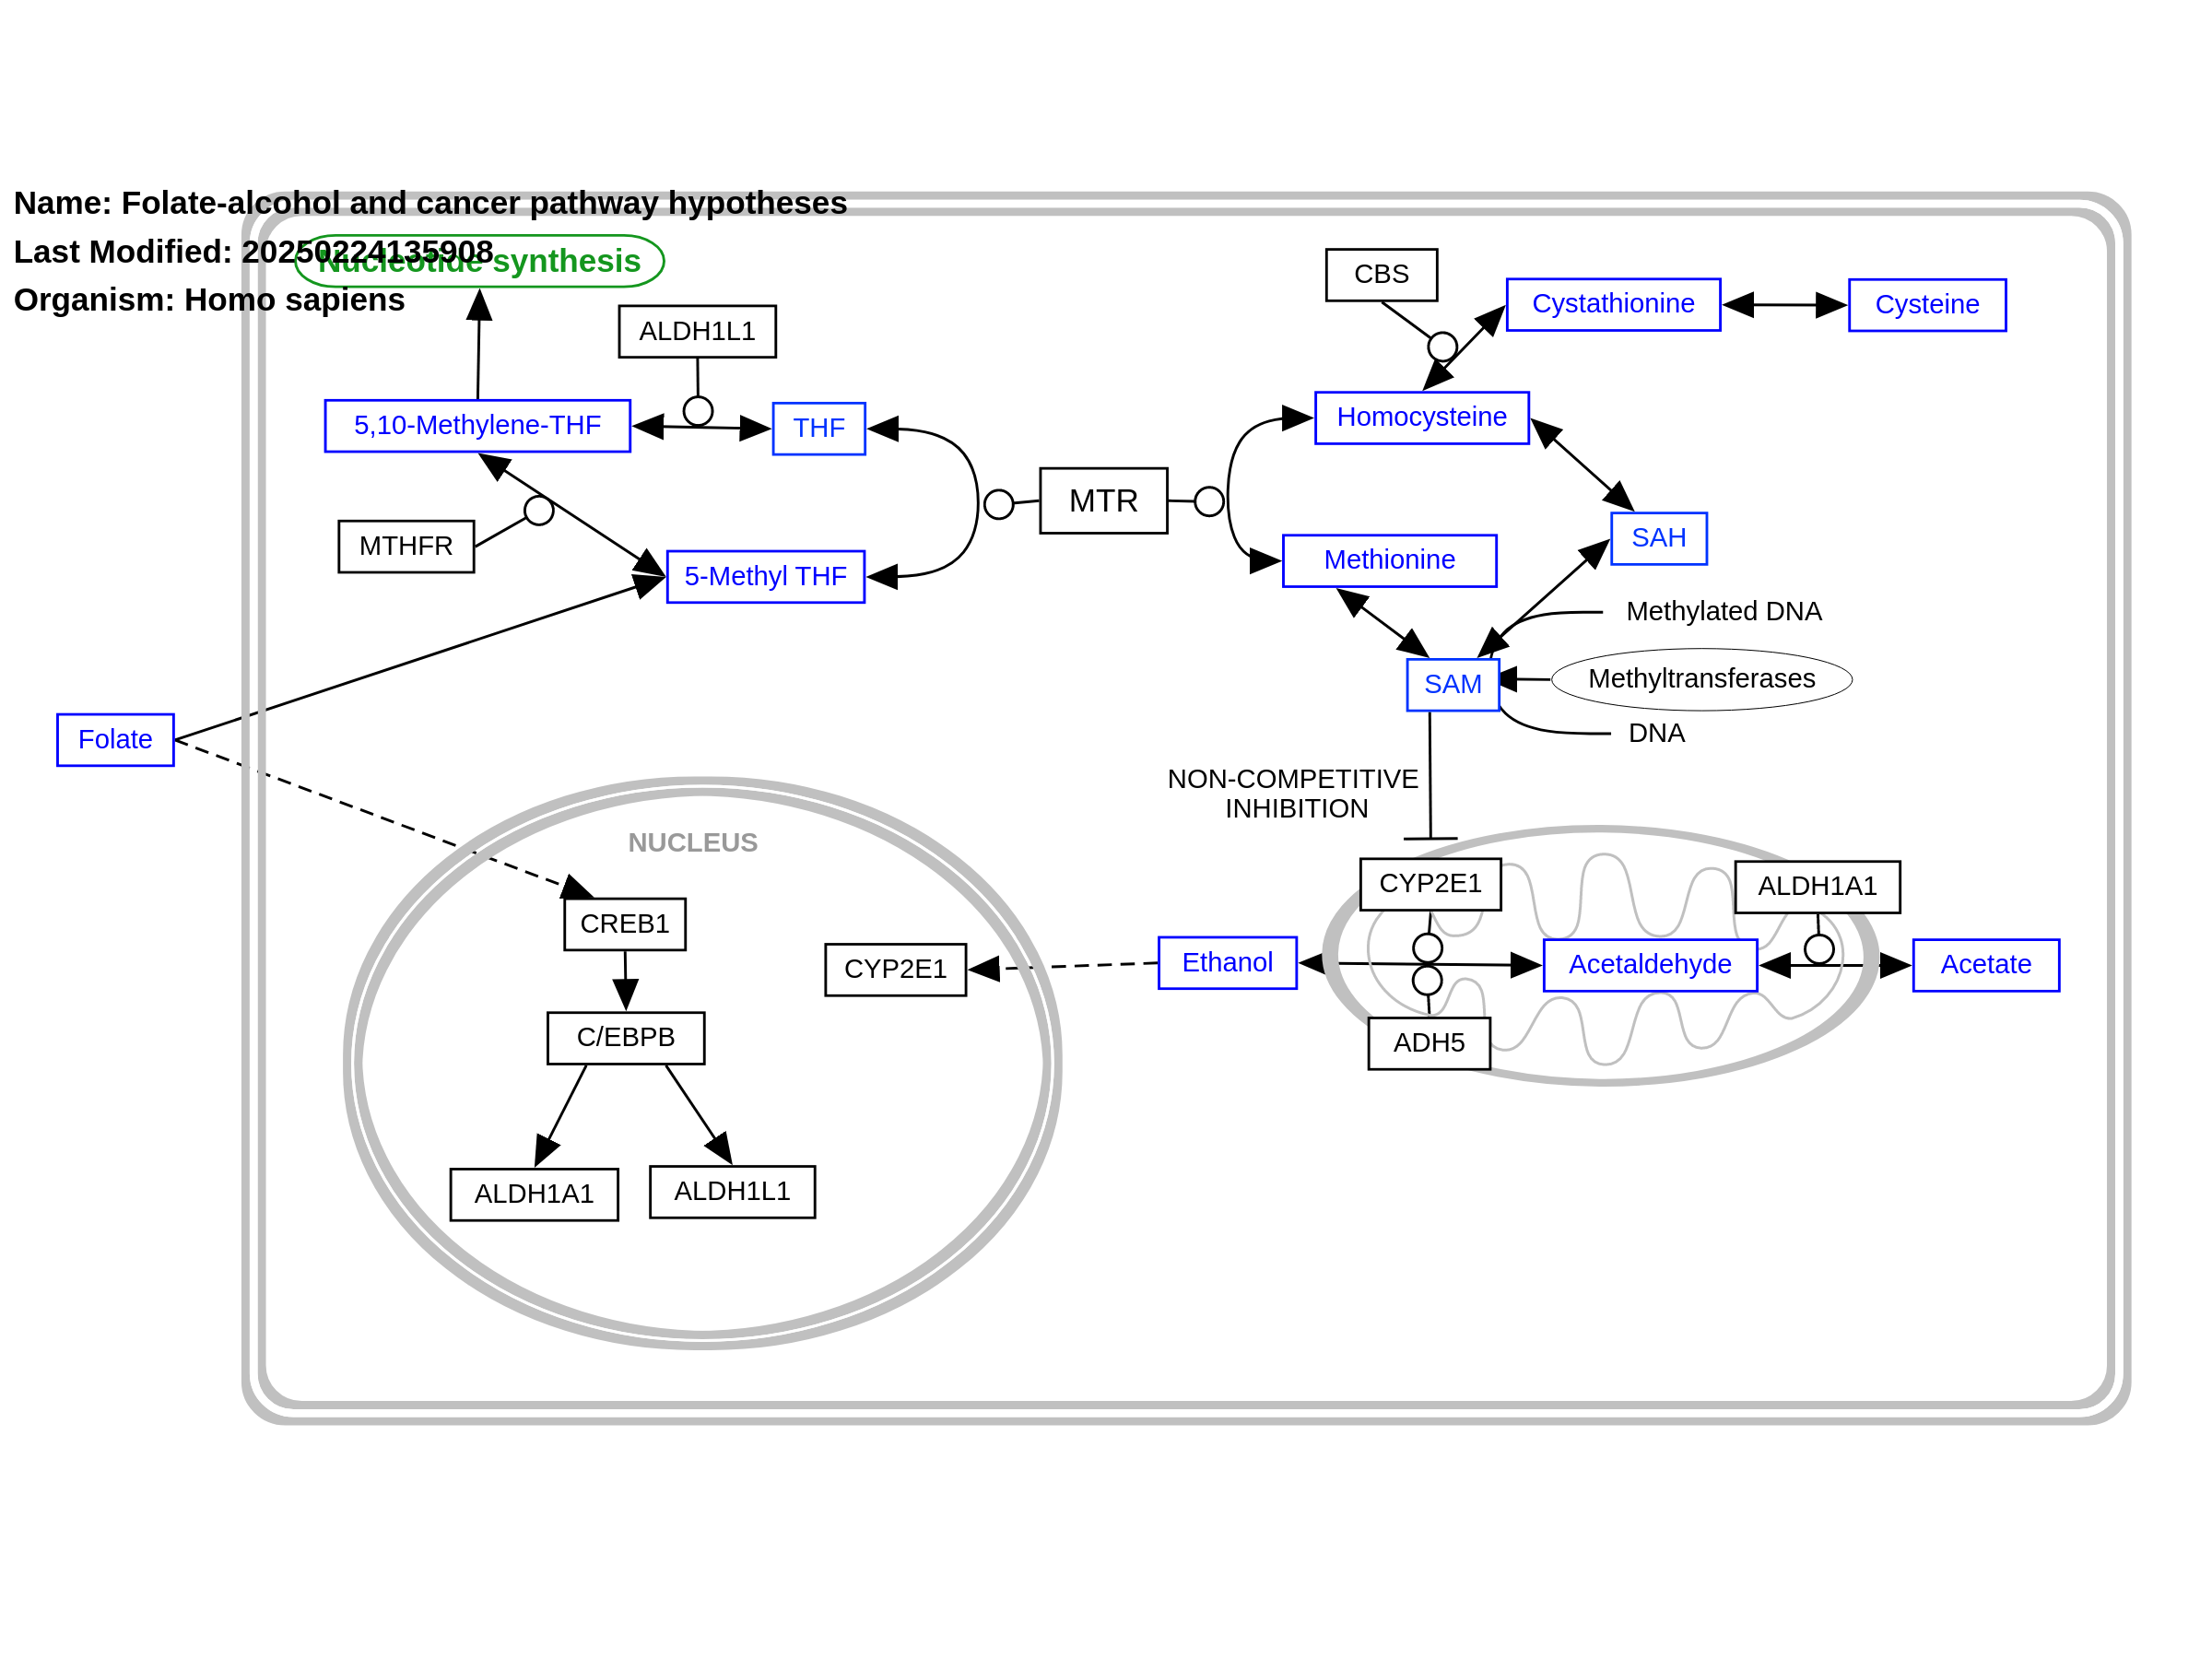 Name: Folate-alcohol and cancer pathway hypotheses
Last Modified: 20250224135908
Nucleotide synthesis
Organism: Homo sapiens
CBS
Cystathionine
Cysteine
ALDH1L1
5,10-Methylene-THF
THF
Homocysteine
MTR
MTHFR
SAH
5-Methyl THF
Methionine
Methylated DNA
SAM
Methyltransferases
DNA
Folate
NON-COMPETITIVE
INHIBITION
NUCLEUS
CYP2E1
ALDH1A1
CREB1
CYP2E1
Ethanol
Acetaldehyde
Acetate
C/EBPB
ADH5
ALDH1A1
ALDH1L1